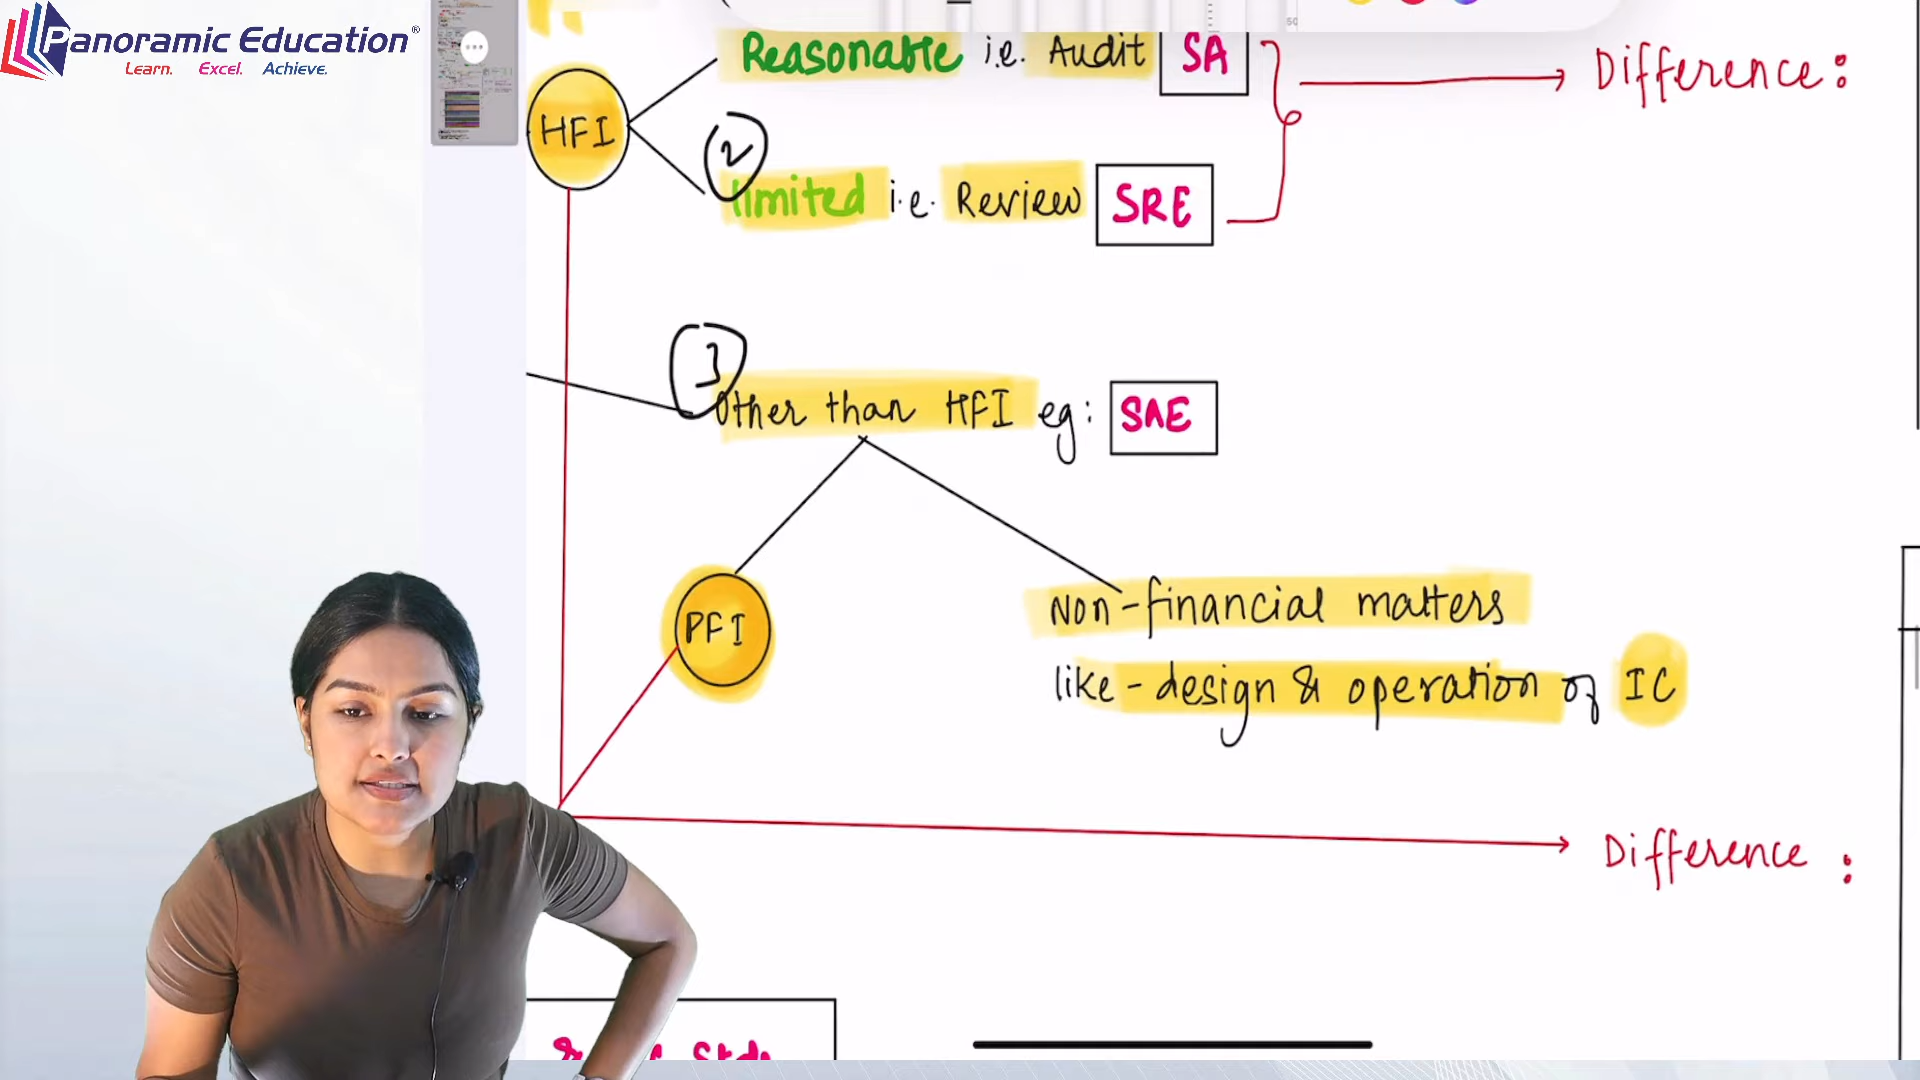 Panoramic Education®
Learn. Excel. Achieve.
Reasonable i.e. Audit SA
Difference:
HFI
2
limited i.e. Review SRE
3
Other than HFI eg: SAE
PFI
Non-financial matters
like - design & operation of IC
Difference :